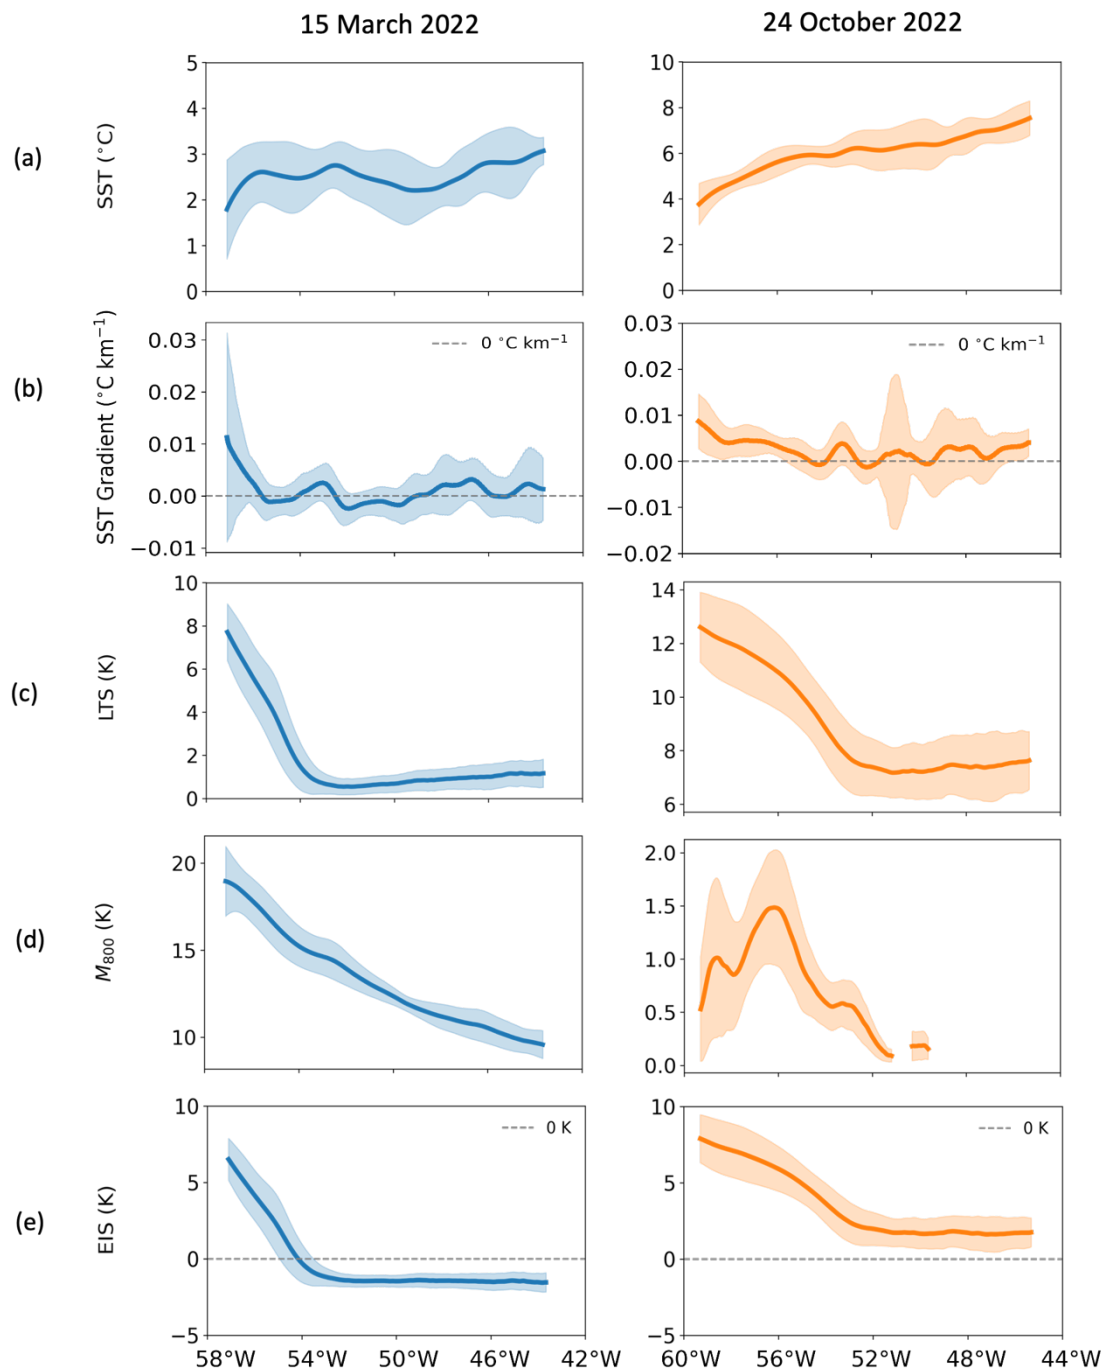 15 March 2022
24 October 2022
(a)
SST (°C)
5
4
3
2
1
0
10
8
6
4
2
0
(b)
SST Gradient (°C km⁻¹)
0.03
0.02
0.01
0.00
−0.01
0 °C km⁻¹
0.03
0.02
0.01
0.00
−0.01
−0.02
0 °C km⁻¹
(c)
LTS (K)
10
8
6
4
2
0
14
12
10
8
6
(d)
M₈₀₀ (K)
20
15
10
2.0
1.5
1.0
0.5
0.0
(e)
EIS (K)
10
5
0
−5
0 K
10
5
0
−5
0 K
58°W 54°W 50°W 46°W 42°W
60°W 56°W 52°W 48°W 44°W